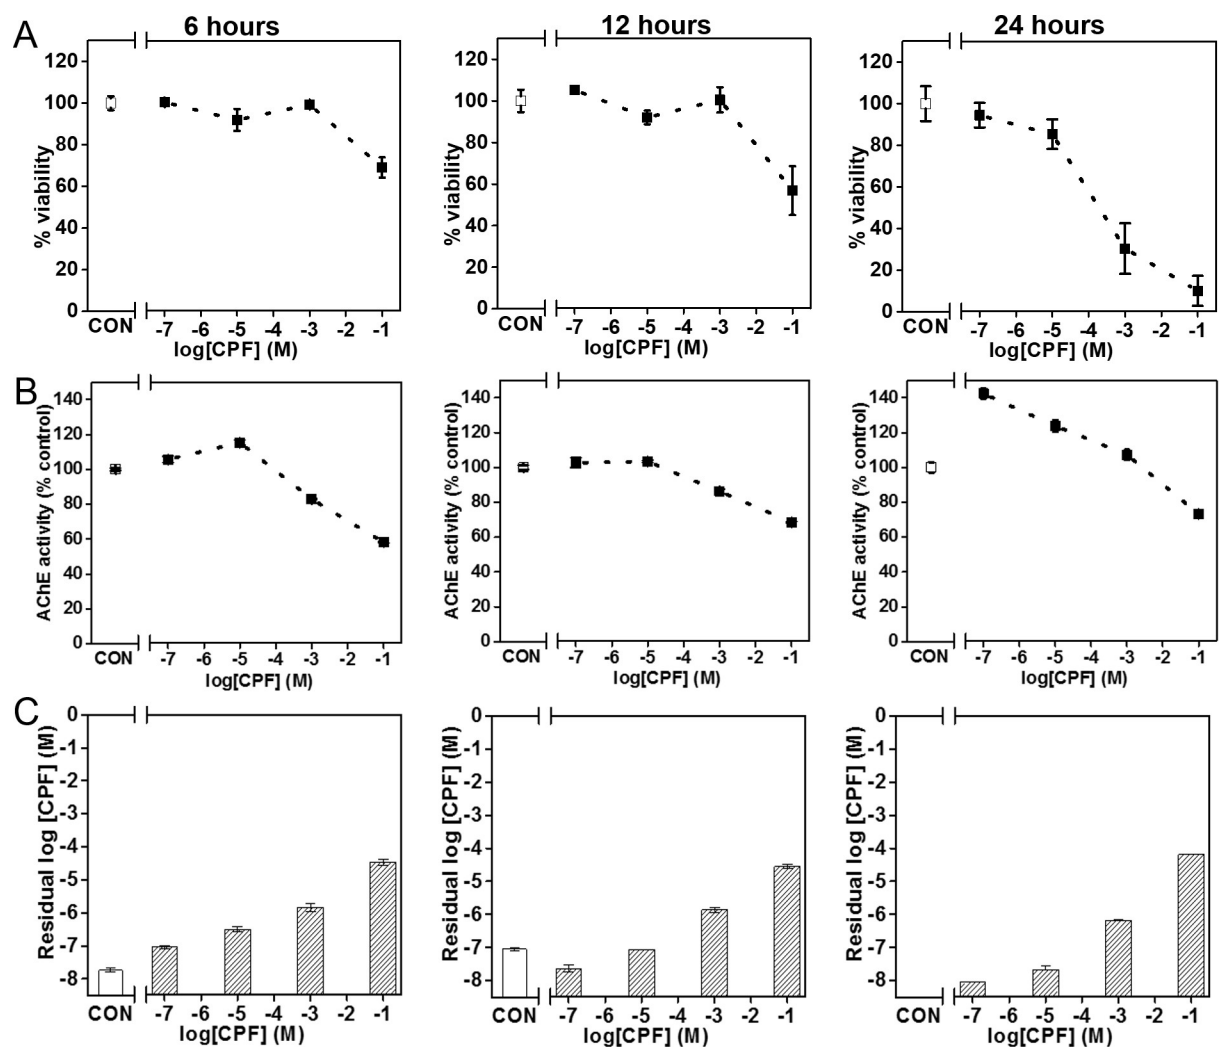 A
6 hours
12 hours
24 hours
% viability
120
100
80
60
40
20
0
CON
-7 -6 -5 -4 -3 -2 -1
log[CPF] (M)
% viability
120
100
80
60
40
20
0
CON
-7 -6 -5 -4 -3 -2 -1
log[CPF] (M)
% viability
120
100
80
60
40
20
0
CON
-7 -6 -5 -4 -3 -2 -1
log[CPF] (M)
B
AChE activity (% control)
140
120
100
80
60
40
20
0
CON
-7 -6 -5 -4 -3 -2 -1
log[CPF] (M)
AChE activity (% control)
140
120
100
80
60
40
20
0
CON
-7 -6 -5 -4 -3 -2 -1
log[CPF] (M)
AChE activity (% control)
140
120
100
80
60
40
20
0
CON
-7 -6 -5 -4 -3 -2 -1
log[CPF] (M)
C
Residual log [CPF] (M)
0
-1
-2
-3
-4
-5
-6
-7
-8
CON
-7 -6 -5 -4 -3 -2 -1
log[CPF] (M)
Residual log [CPF] (M)
0
-1
-2
-3
-4
-5
-6
-7
-8
CON
-7 -6 -5 -4 -3 -2 -1
log[CPF] (M)
Residual log [CPF] (M)
0
-1
-2
-3
-4
-5
-6
-7
-8
CON
-7 -6 -5 -4 -3 -2 -1
log[CPF] (M)